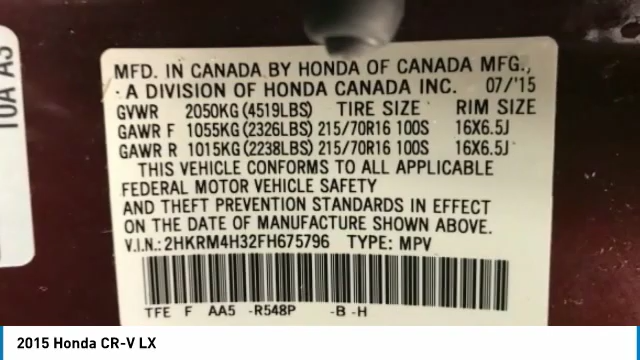 MFD. IN CANADA BY HONDA OF CANADA MFG.,
A DIVISION OF HONDA CANADA INC. 07/'15
GVWR 2050KG (4519LBS) TIRE SIZE RIM SIZE
GAWR F 1055KG (2326LBS) 215/70R16 100S 16X6.5J
GAWR R 1015KG (2238LBS) 215/70R16 100S 16X6.5J
THIS VEHICLE CONFORMS TO ALL APPLICABLE
FEDERAL MOTOR VEHICLE SAFETY
AND THEFT PREVENTION STANDARDS IN EFFECT
ON THE DATE OF MANUFACTURE SHOWN ABOVE.
V.I.N.: 2HKRM4H32FH675796 TYPE: MPV
TFE F AA5 -R548P -B -H
10A A3
2015 Honda CR-V LX